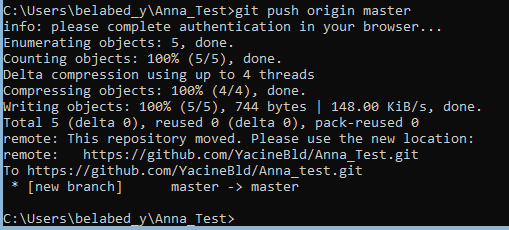 C:\Users\belabed_y\Anna_Test>git push origin master
info: please complete authentication in your browser...
Enumerating objects: 5, done.
Counting objects: 100% (5/5), done.
Delta compression using up to 4 threads
Compressing objects: 100% (4/4), done.
Writing objects: 100% (5/5), 744 bytes | 148.00 KiB/s, done.
Total 5 (delta 0), reused 0 (delta 0), pack-reused 0
remote: This repository moved. Please use the new location:
remote:   https://github.com/YacineBld/Anna_Test.git
To https://github.com/YacineBld/Anna_test.git
 * [new branch]      master -> master
C:\Users\belabed_y\Anna_Test>